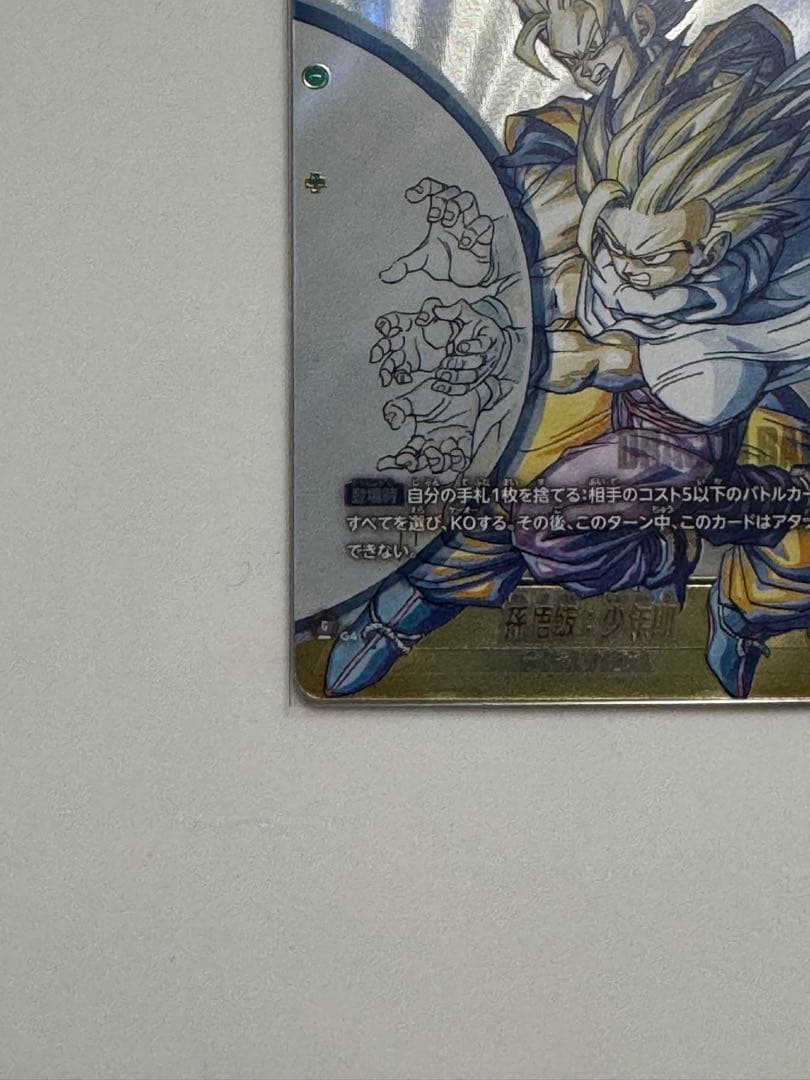 登場時 自分の手札1枚を捨てる:相手のコスト5以下のバトルカー
すべてを選び、KOする。その後、このターン中、このカードはアタッ
できない。
孫悟飯:少年期
G4